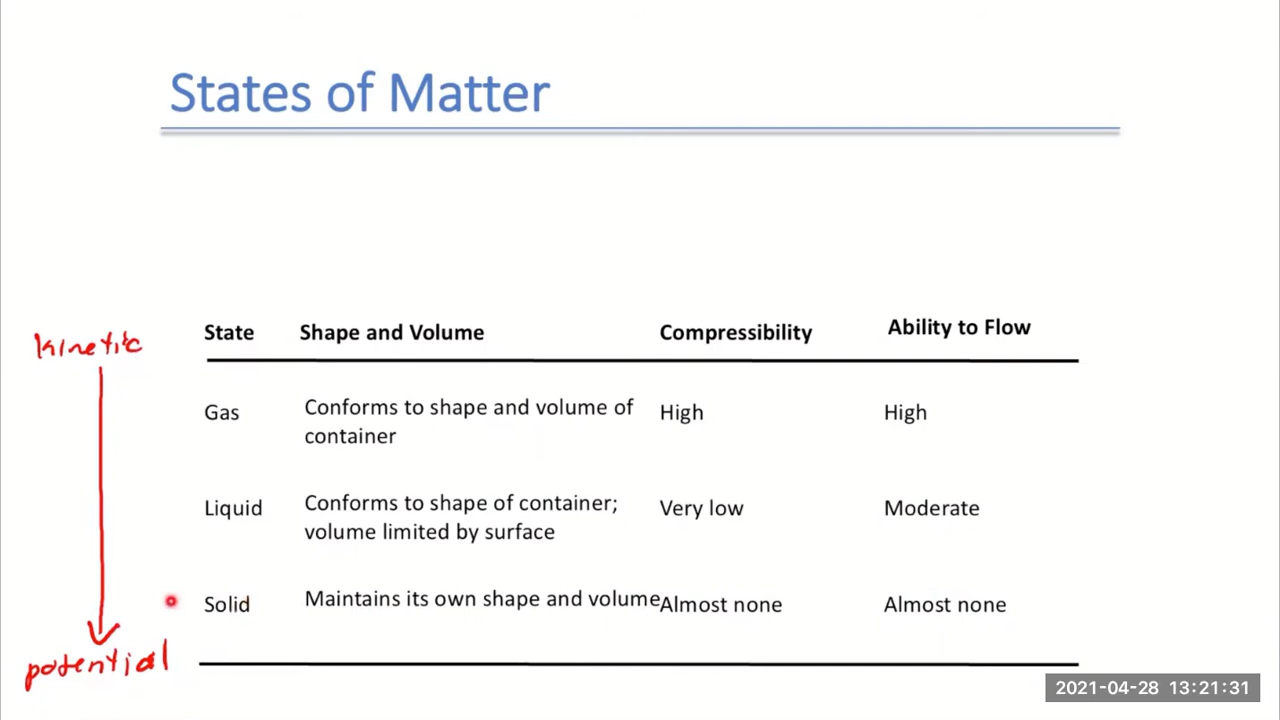 States of Matter
State Shape and Volume Compressibility Ability to Flow
kinetic
Gas Conforms to shape and volume of container High High
Liquid Conforms to shape of container; volume limited by surface Very low Moderate
Solid Maintains its own shape and volume Almost none Almost none
potential
2021-04-28 13:21:31